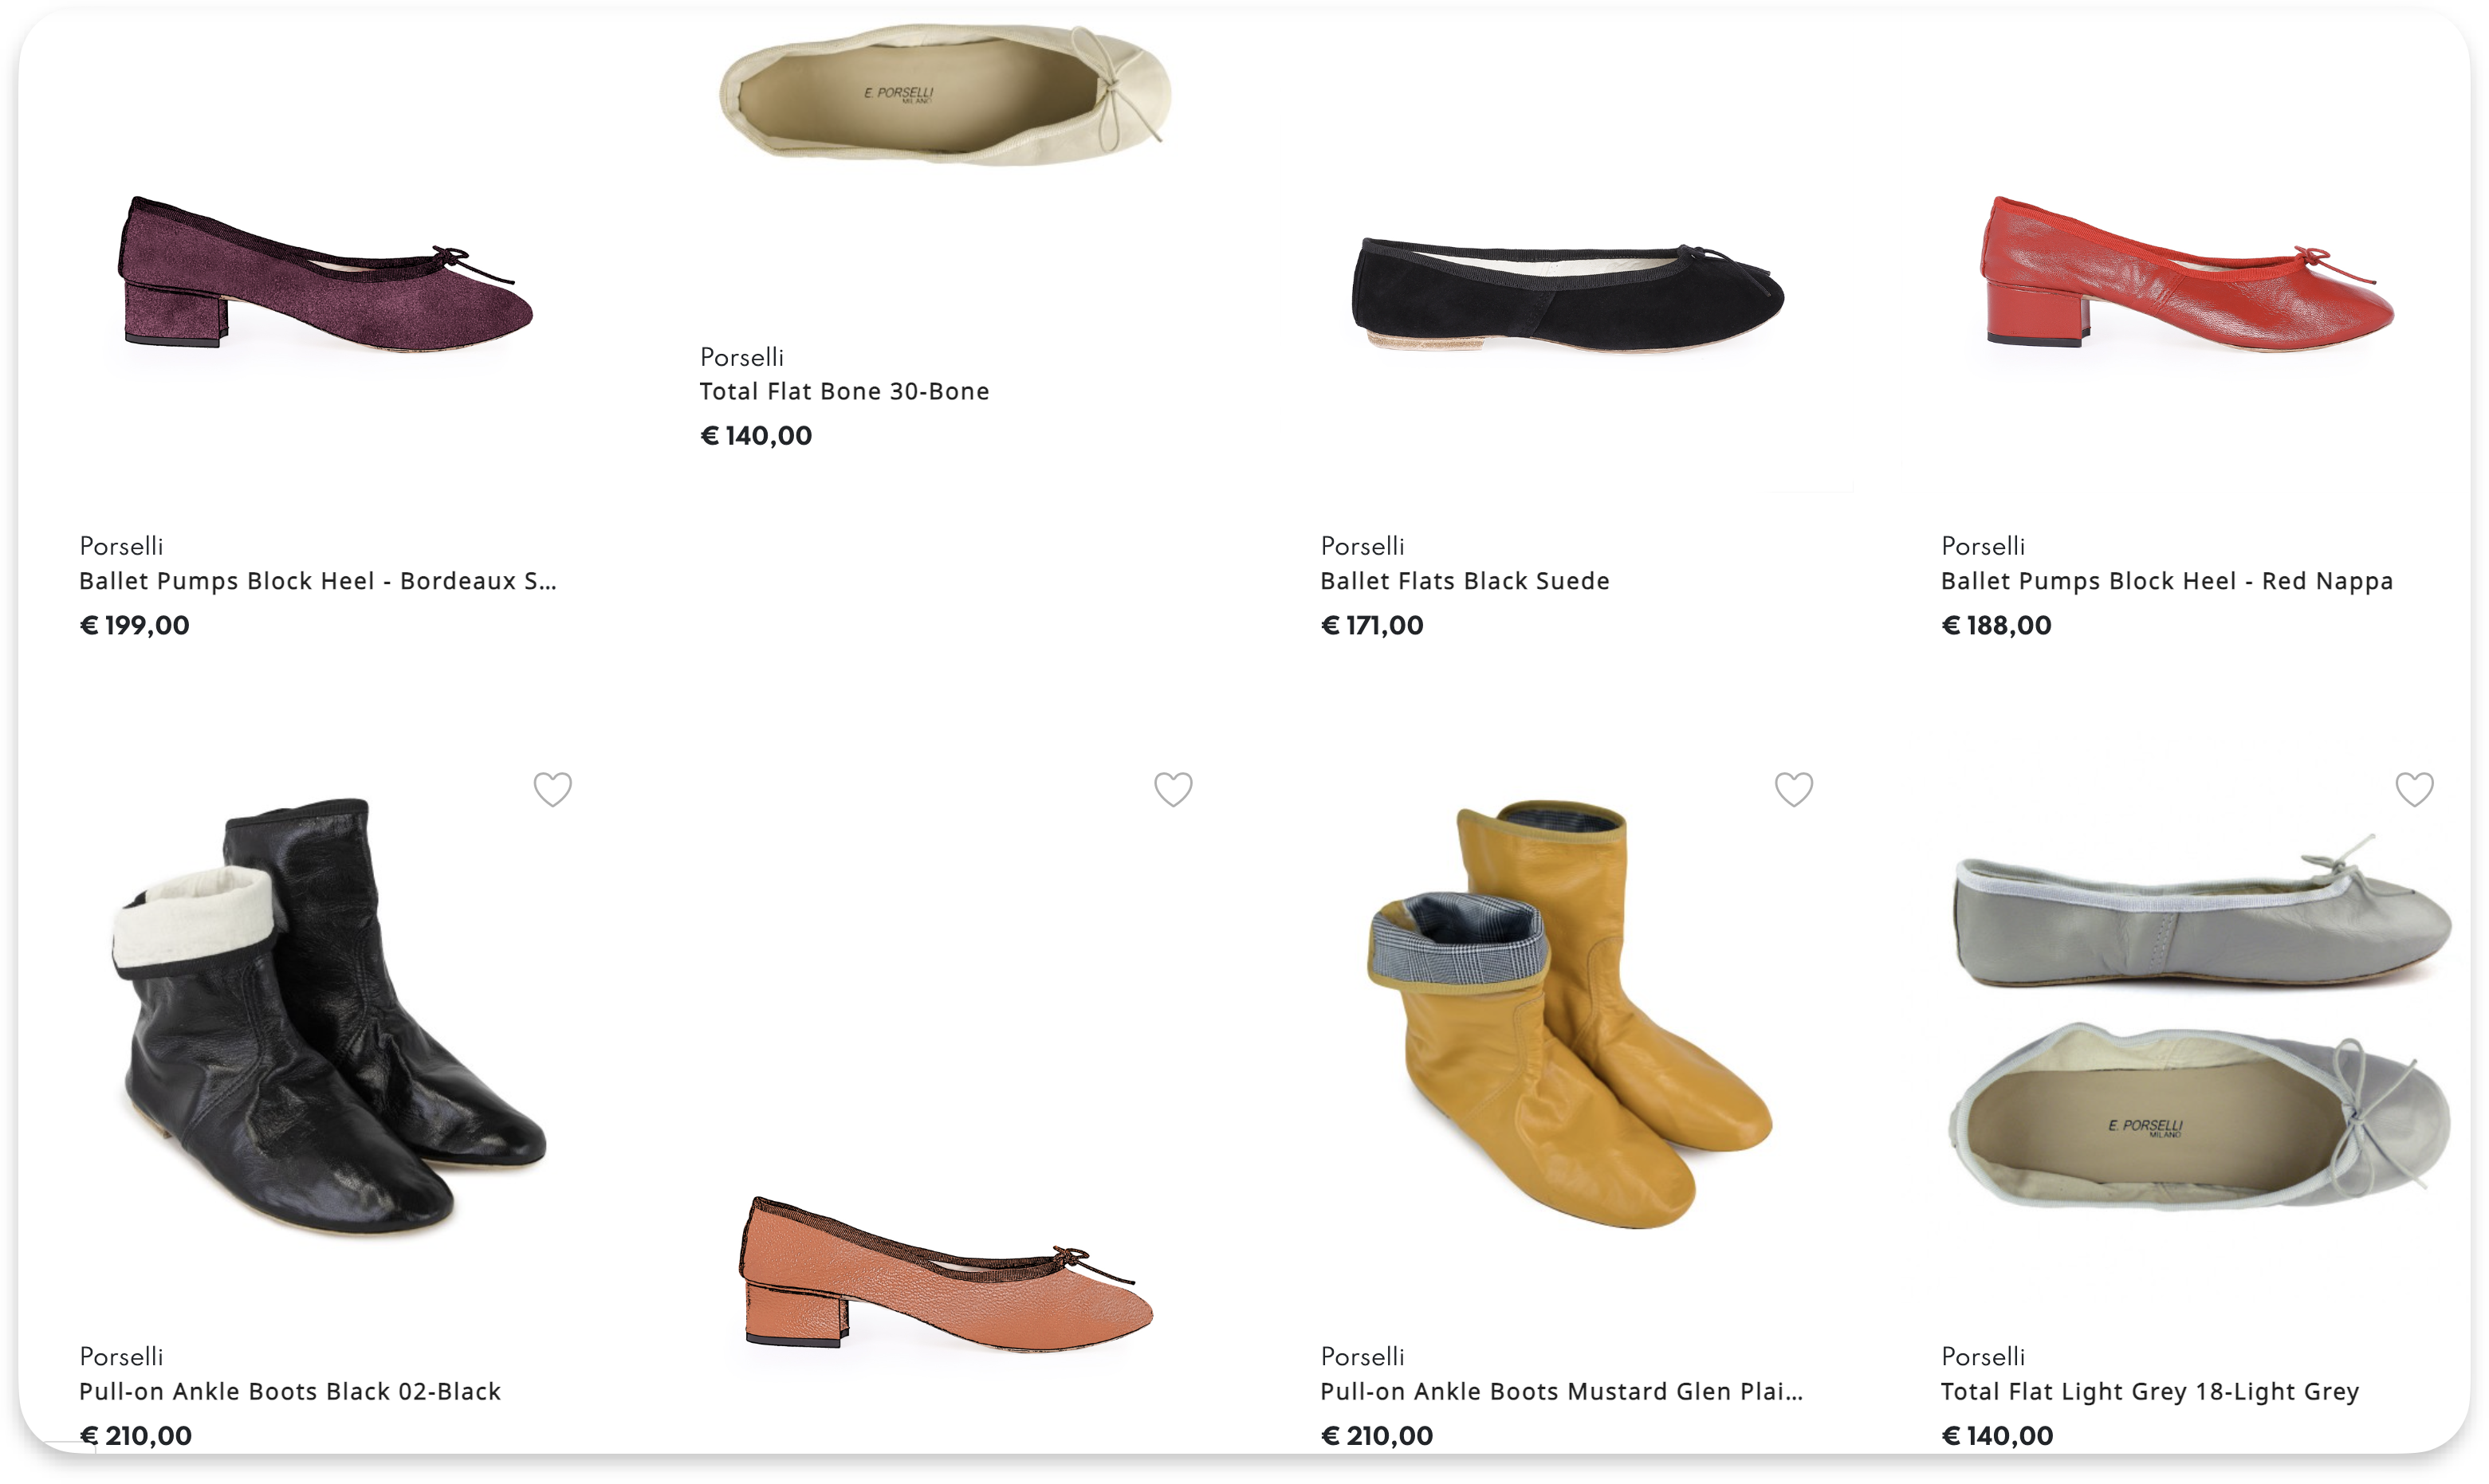 E. PORSELLI
MILANO
Porselli
Total Flat Bone 30-Bone
€ 140,00
Porselli
Ballet Pumps Block Heel - Bordeaux S...
€ 199,00
Porselli
Ballet Flats Black Suede
€ 171,00
Porselli
Ballet Pumps Block Heel - Red Nappa
€ 188,00
E. PORSELLI
MILANO
Porselli
Pull-on Ankle Boots Black 02-Black
€ 210,00
Porselli
Pull-on Ankle Boots Mustard Glen Plai...
€ 210,00
Porselli
Total Flat Light Grey 18-Light Grey
€ 140,00